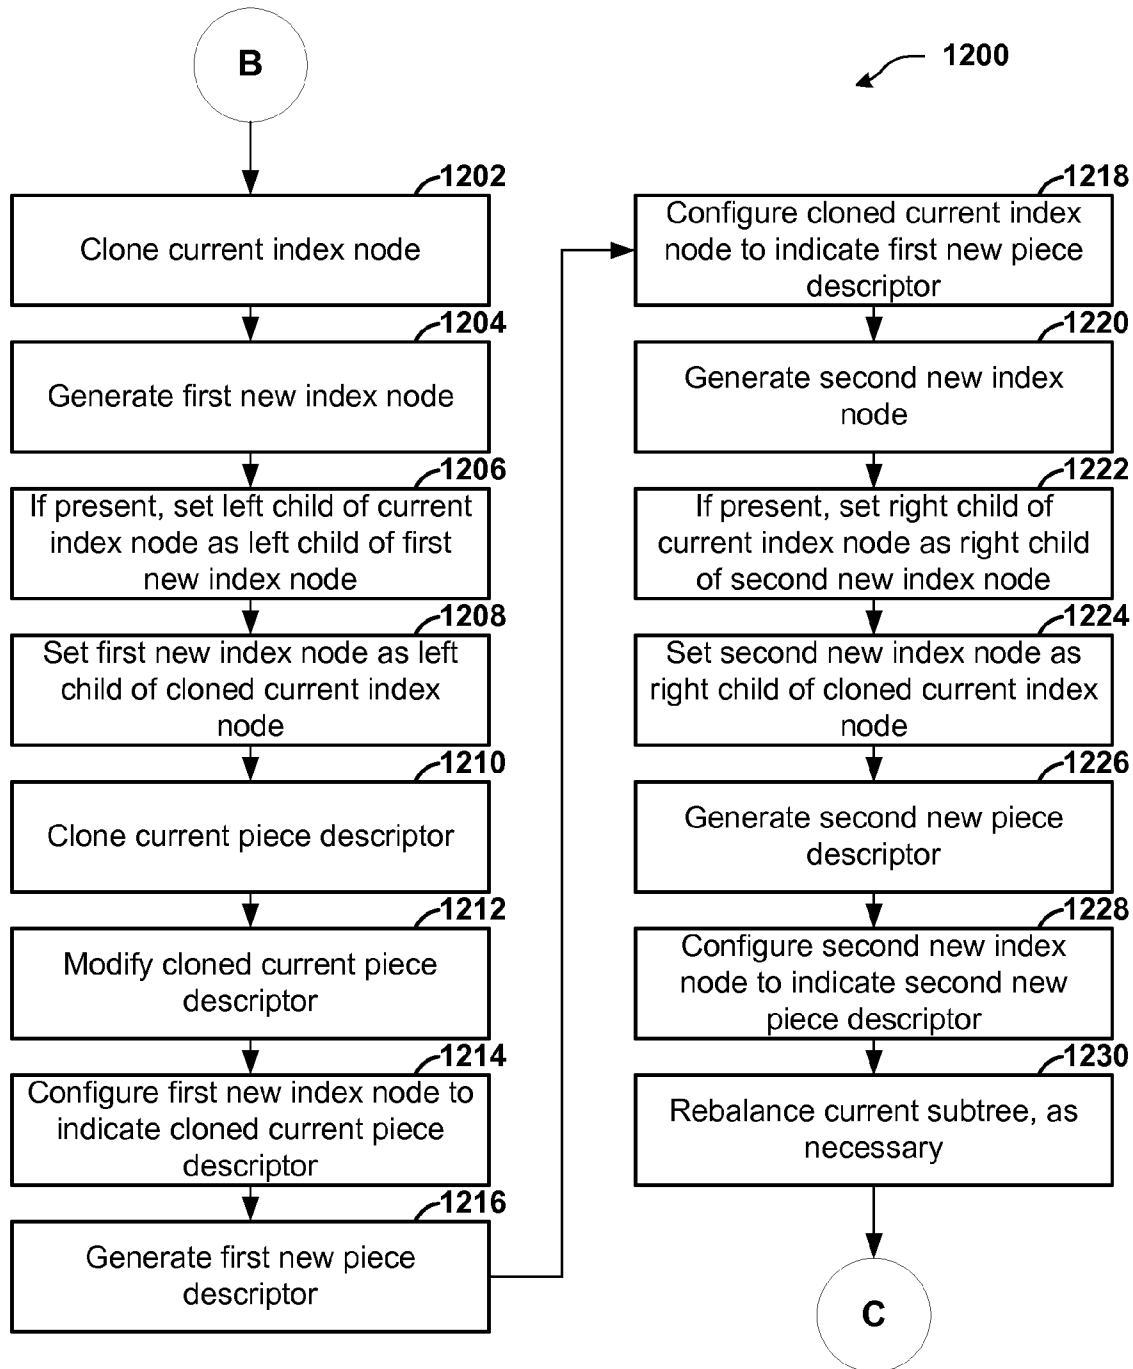 B
1200
1202
Clone current index node
1204
Generate first new index node
1206
If present, set left child of current
index node as left child of first
new index node
1208
Set first new index node as left
child of cloned current index
node
1210
Clone current piece descriptor
1212
Modify cloned current piece
descriptor
1214
Configure first new index node to
indicate cloned current piece
descriptor
1216
Generate first new piece
descriptor
1218
Configure cloned current index
node to indicate first new piece
descriptor
1220
Generate second new index
node
1222
If present, set right child of
current index node as right child
of second new index node
1224
Set second new index node as
right child of cloned current index
node
1226
Generate second new piece
descriptor
1228
Configure second new index
node to indicate second new
piece descriptor
1230
Rebalance current subtree, as
necessary
C